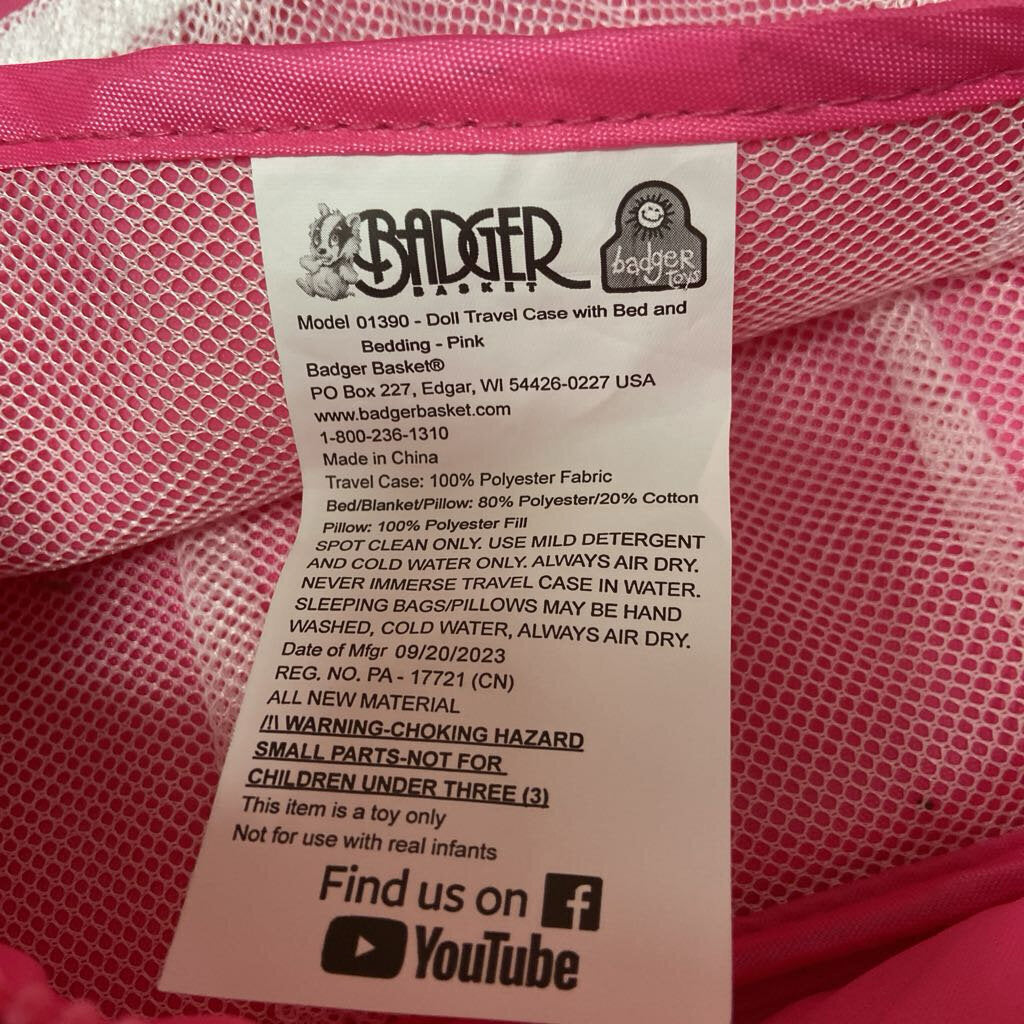 BADGER
BASKET
badger
Toys
Model 01390 - Doll Travel Case with Bed and
Bedding - Pink
Badger Basket®
PO Box 227, Edgar, WI 54426-0227 USA
www.badgerbasket.com
1-800-236-1310
Made in China
Travel Case: 100% Polyester Fabric
Bed/Blanket/Pillow: 80% Polyester/20% Cotton
Pillow: 100% Polyester Fill
SPOT CLEAN ONLY. USE MILD DETERGENT
AND COLD WATER ONLY. ALWAYS AIR DRY.
NEVER IMMERSE TRAVEL CASE IN WATER.
SLEEPING BAGS/PILLOWS MAY BE HAND
WASHED, COLD WATER, ALWAYS AIR DRY.
Date of Mfgr 09/20/2023
REG. NO. PA - 17721 (CN)
ALL NEW MATERIAL
/!\ WARNING-CHOKING HAZARD
SMALL PARTS-NOT FOR
CHILDREN UNDER THREE (3)
This item is a toy only
Not for use with real infants
Find us on f
YouTube